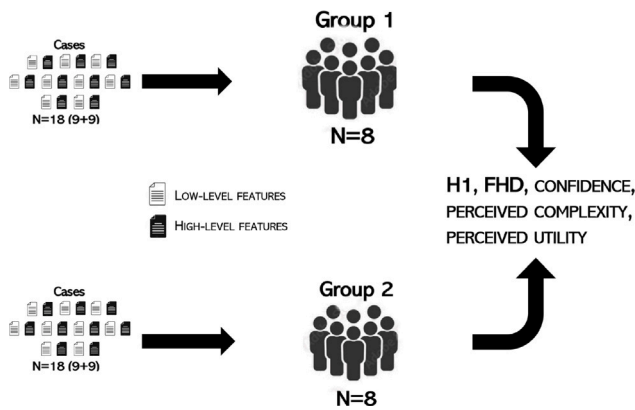 Cases
N=18 (9+9)
Group 1
N=8
H1, FHD, CONFIDENCE,
PERCEIVED COMPLEXITY,
PERCEIVED UTILITY
LOW-LEVEL FEATURES
HIGH-LEVEL FEATURES
Cases
N=18 (9+9)
Group 2
N=8